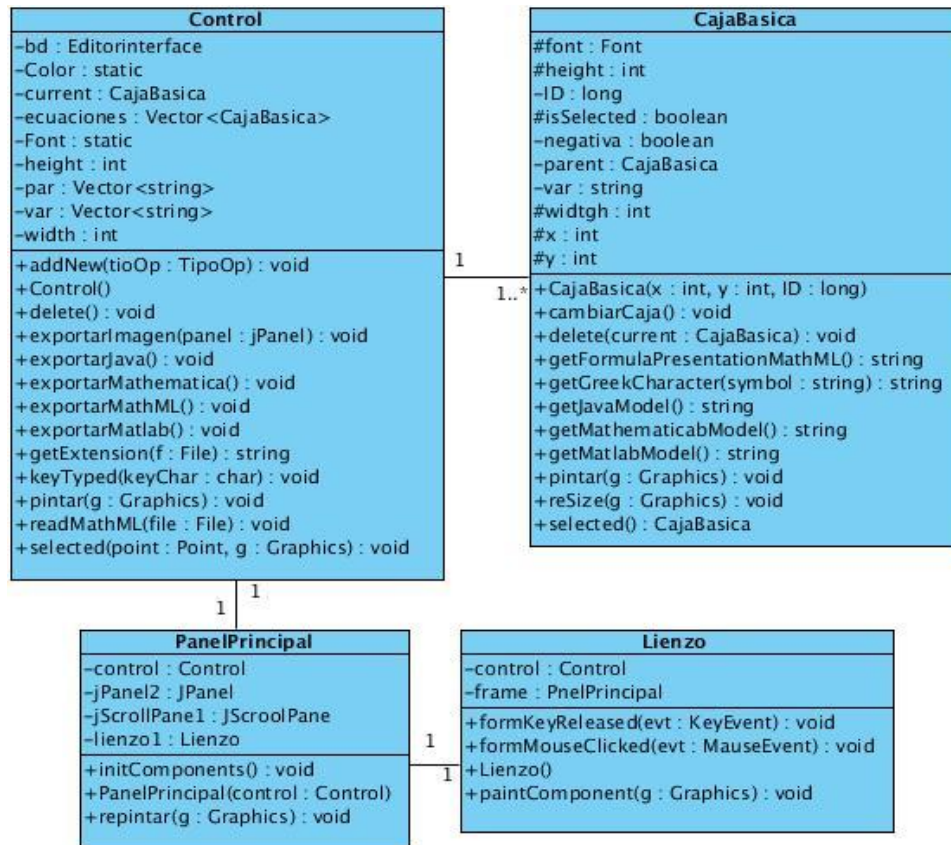 Control
-bd : Editorinterface
-Color : static
-current : CajaBasica
-ecuaciones : Vector<CajaBasica>
-Font : static
-height : int
-par : Vector<string>
-var : Vector<string>
-width : int
+addNew(tioOp : TipoOp) : void
+Control()
+delete() : void
+exportarImagen(panel : jPanel) : void
+exportarJava() : void
+exportarMathematica() : void
+exportarMathML() : void
+exportarMatlab() : void
+getExtension(f : File) : string
+keyTyped(keyChar : char) : void
+pintar(g : Graphics) : void
+readMathML(file : File) : void
+selected(point : Point, g : Graphics) : void
1
1..*
CajaBasica
#font : Font
#height : int
-ID : long
#isSelected : boolean
-negativa : boolean
-parent : CajaBasica
-var : string
#widtgh : int
#x : int
#y : int
+CajaBasica(x : int, y : int, ID : long)
+cambiarCaja() : void
+delete(current : CajaBasica) : void
+getFormulaPresentationMathML() : string
+getGreekCharacter(symbol : string) : string
+getJavaModel() : string
+getMathematicabModel() : string
+getMatlabModel() : string
+pintar(g : Graphics) : void
+reSize(g : Graphics) : void
+selected() : CajaBasica
1
1
PanelPrincipal
-control : Control
-jPanel2 : JPanel
-jScrollPane1 : JScroolPane
-lienzo1 : Lienzo
+initComponents() : void
+PanelPrincipal(control : Control)
+repintar(g : Graphics) : void
1
1
Lienzo
-control : Control
-frame : PnelPrincipal
+formKeyReleased(evt : KeyEvent) : void
+formMouseClicked(evt : MauseEvent) : void
+Lienzo()
+paintComponent(g : Graphics) : void